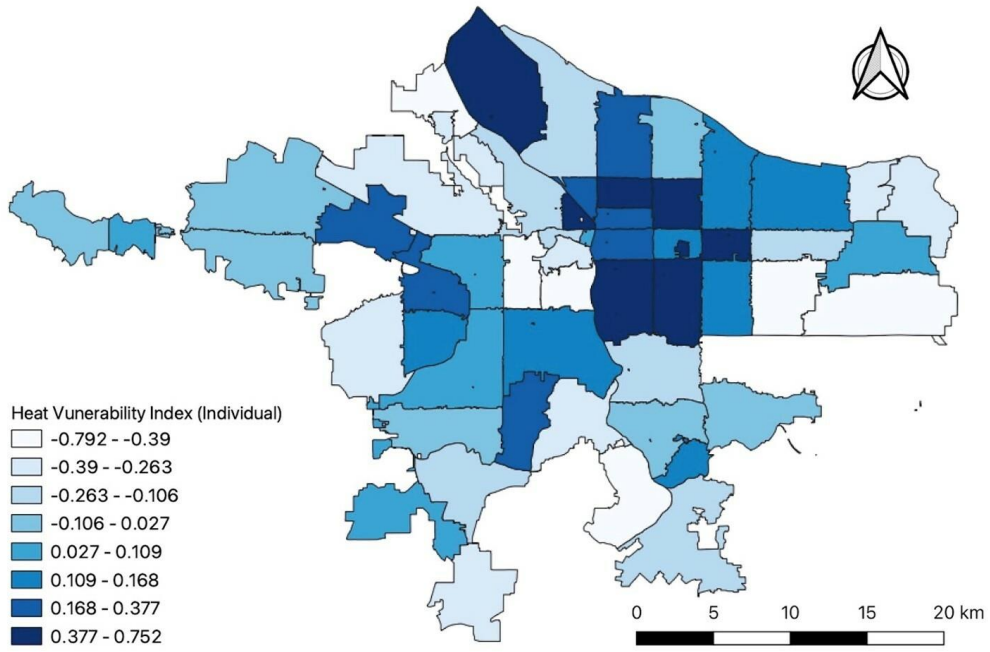 Heat Vunerability Index (Individual)
-0.792 - -0.39
-0.39 - -0.263
-0.263 - -0.106
-0.106 - 0.027
0.027 - 0.109
0.109 - 0.168
0.168 - 0.377
0.377 - 0.752
0 5 10 15 20 km